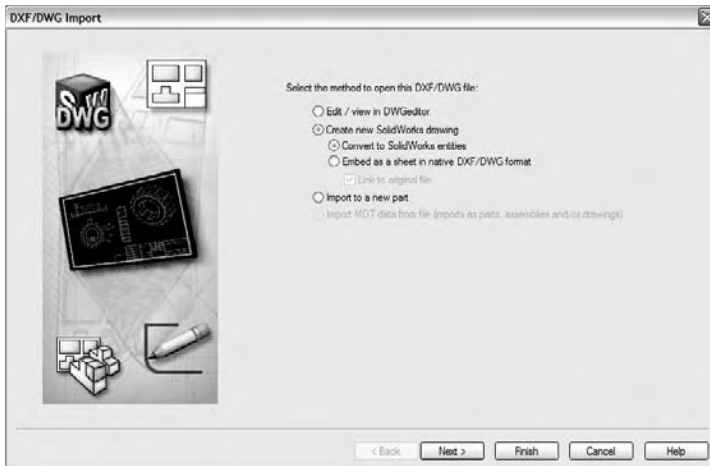 DXF/DWG Import
SW
DWG
Select the method to open this DXF/DWG file:
Edit / view in DWGeditor
Create new SolidWorks drawing
Convert to SolidWorks entities
Embed as a sheet in native DXF/DWG format
Link to original file
Import to a new part
Import MDT data from file (imports as parts, assemblies and/or drawings)
< Back
Next >
Finish
Cancel
Help